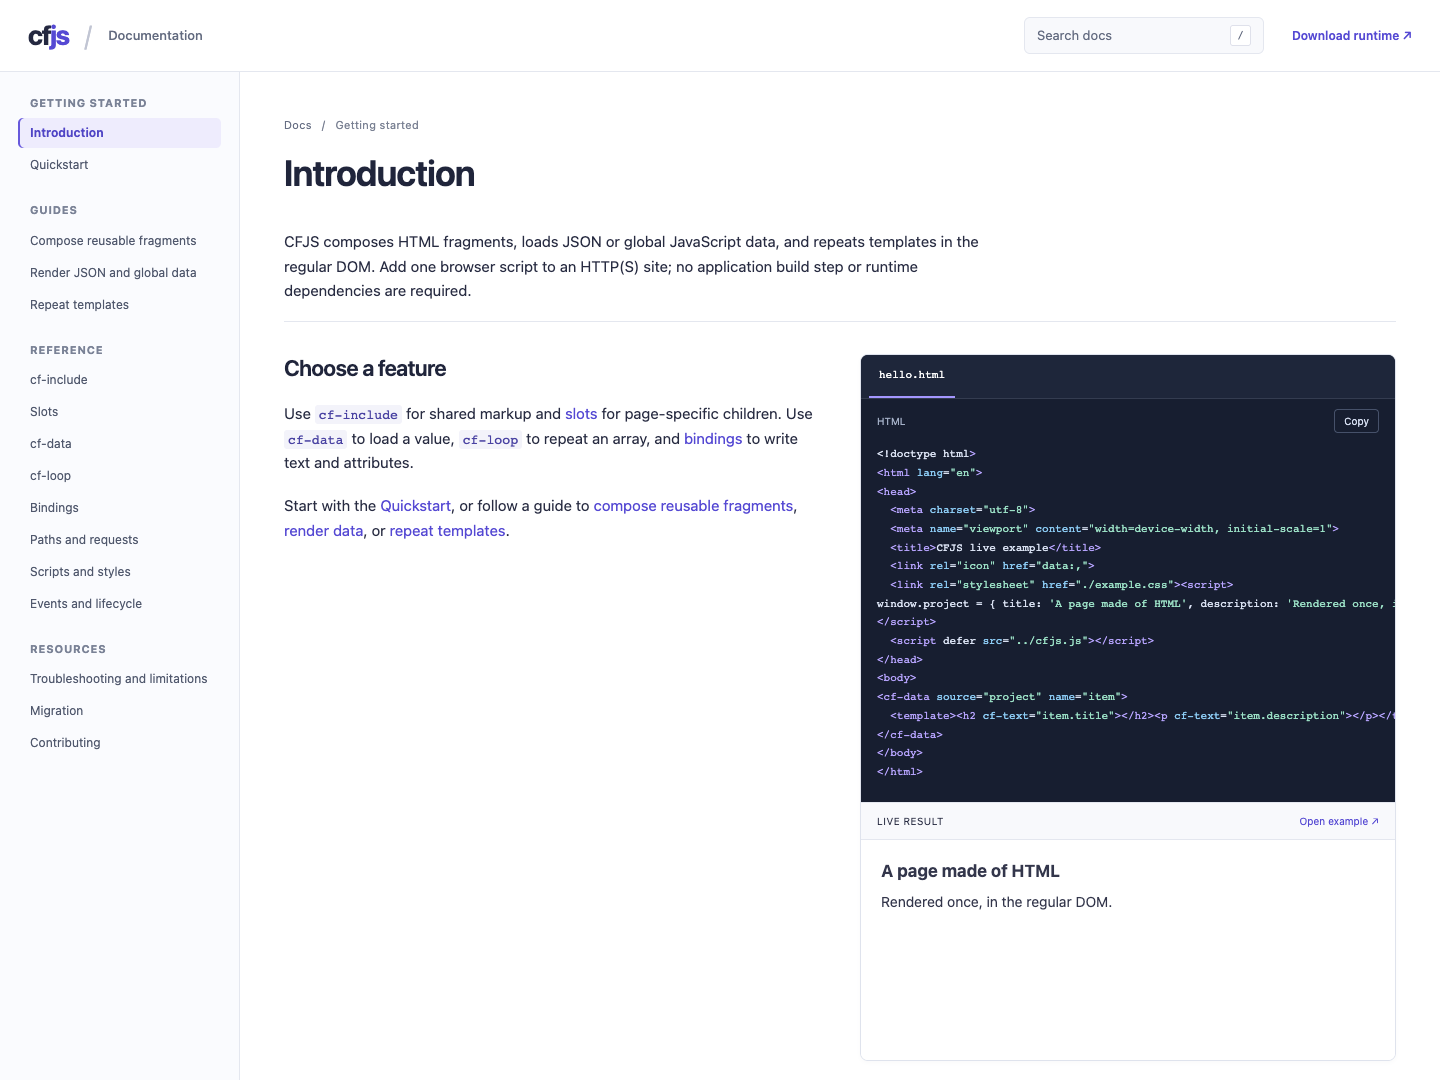 cfjs / Documentation
Search docs /
Download runtime ↗
GETTING STARTED
Introduction
Quickstart
GUIDES
Compose reusable fragments
Render JSON and global data
Repeat templates
REFERENCE
cf-include
Slots
cf-data
cf-loop
Bindings
Paths and requests
Scripts and styles
Events and lifecycle
RESOURCES
Troubleshooting and limitations
Migration
Contributing
Docs / Getting started
Introduction
CFJS composes HTML fragments, loads JSON or global JavaScript data, and repeats templates in the
regular DOM. Add one browser script to an HTTP(S) site; no application build step or runtime
dependencies are required.
Choose a feature
Use cf-include for shared markup and slots for page-specific children. Use
cf-data to load a value, cf-loop to repeat an array, and bindings to write
text and attributes.
Start with the Quickstart, or follow a guide to compose reusable fragments,
render data, or repeat templates.
hello.html
HTML
Copy
<!doctype html>
<html lang="en">
<head>
  <meta charset="utf-8">
  <meta name="viewport" content="width=device-width, initial-scale=1">
  <title>CFJS live example</title>
  <link rel="icon" href="data:,">
  <link rel="stylesheet" href="./example.css"><script>
window.project = { title: 'A page made of HTML', description: 'Rendered once,
</script>
  <script defer src="../cfjs.js"></script>
</head>
<body>
<cf-data source="project" name="item">
  <template><h2 cf-text="item.title"></h2><p cf-text="item.description"></p></
</cf-data>
</body>
</html>
LIVE RESULT
Open example ↗
A page made of HTML
Rendered once, in the regular DOM.